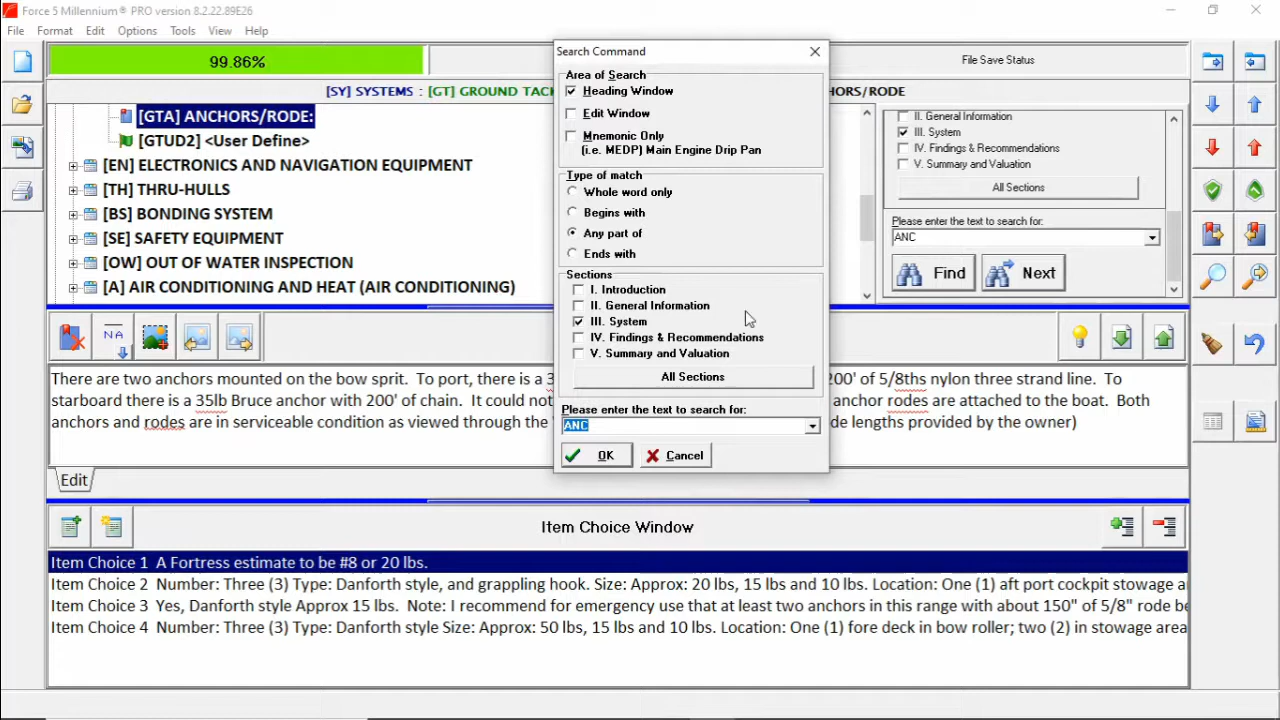 Force 5 Millennium® PRO version 8.2.22.89E26
File Format Edit Options Tools View Help
99.86%
File Save Status
[SY] SYSTEMS : [GT] GROUND TACK
HORS/RODE
[GTA] ANCHORS/RODE:
[GTUD2] <User Define>
[EN] ELECTRONICS AND NAVIGATION EQUIPMENT
[TH] THRU-HULLS
[BS] BONDING SYSTEM
[SE] SAFETY EQUIPMENT
[OW] OUT OF WATER INSPECTION
[A] AIR CONDITIONING AND HEAT (AIR CONDITIONING)
Search Command
Area of Search
Heading Window
Edit Window
Mnemonic Only
(i.e. MEDP) Main Engine Drip Pan
Type of match
Whole word only
Begins with
Any part of
Ends with
Sections
I. Introduction
II. General Information
III. System
IV. Findings & Recommendations
V. Summary and Valuation
All Sections
Please enter the text to search for:
ANC
OK
Cancel
II. General Information
III. System
IV. Findings & Recommendations
V. Summary and Valuation
All Sections
Please enter the text to search for:
ANC
Find
Next
NA
There are two anchors mounted on the bow sprit. To port, there is a 3 200' of 5/8ths nylon three strand line. To
starboard there is a 35lb Bruce anchor with 200' of chain. It could not anchor rodes are attached to the boat. Both
anchors and rodes are in serviceable condition as viewed through the de lengths provided by the owner)
Edit
Item Choice Window
Item Choice 1 A Fortress estimate to be #8 or 20 lbs.
Item Choice 2 Number: Three (3) Type: Danforth style, and grappling hook. Size: Approx: 20 lbs, 15 lbs and 10 lbs. Location: One (1) aft port cockpit stowage a
Item Choice 3 Yes, Danforth style Approx 15 lbs. Note: I recommend for emergency use that at least two anchors in this range with about 150" of 5/8" rode be
Item Choice 4 Number: Three (3) Type: Danforth style Size: Approx: 50 lbs, 15 lbs and 10 lbs. Location: One (1) fore deck in bow roller; two (2) in stowage area